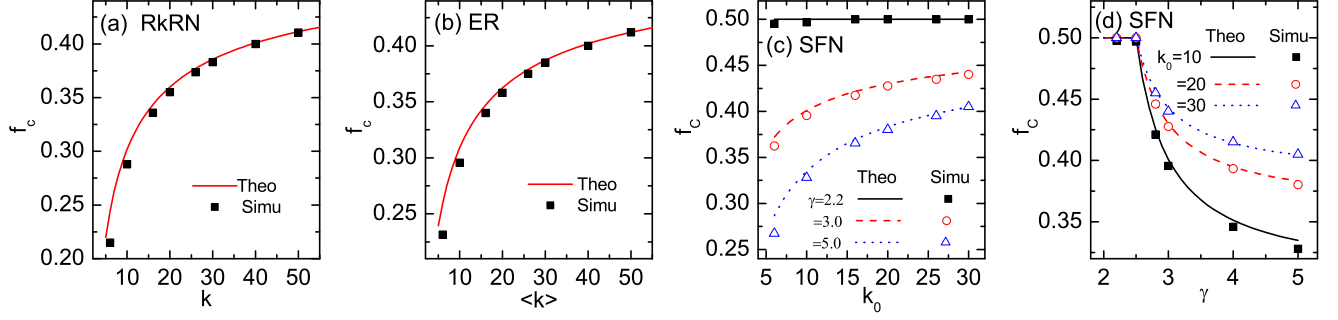 (a) RkRN
f_c
0.40
0.35
0.30
0.25
0.20
Theo
Simu
10 20 30 40 50
k
(b) ER
f_c
0.40
0.35
0.30
0.25
0.20
Theo
Simu
10 20 30 40 50
<k>
0.50
0.45
0.40
0.35
0.30
0.25
f_c
(c) SFN
Theo Simu
γ=2.2
=3.0
=5.0
5 10 15 20 25 30
k_0
(d) SFN
0.50
0.45
0.40
0.35
f_c
Theo Simu
k_0=10
=20
=30
2 3 4 5
γ